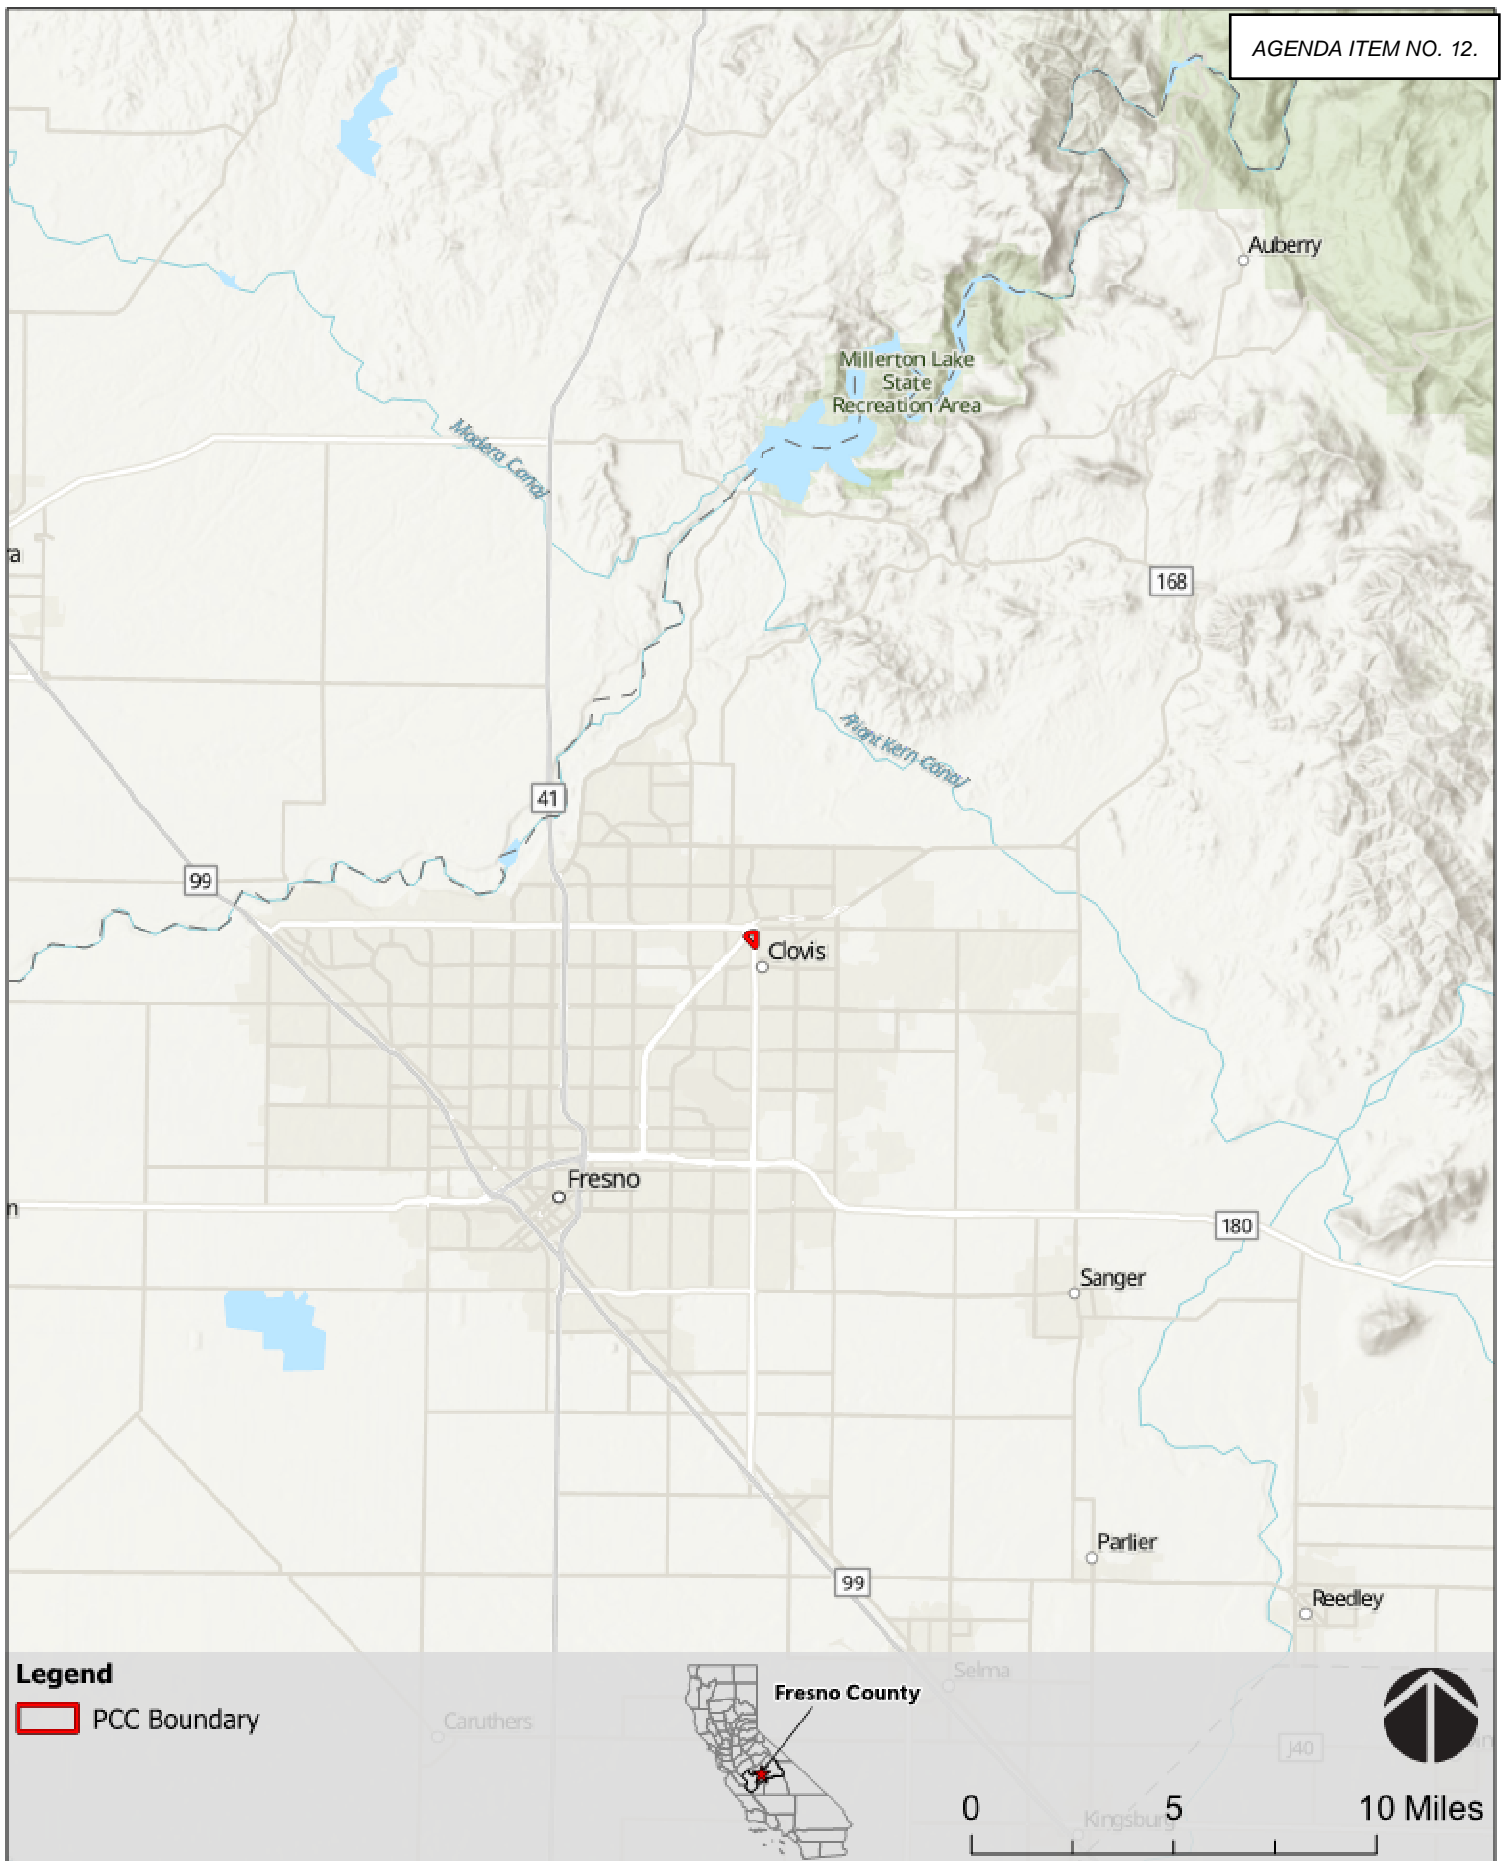 AGENDA ITEM NO. 12.
Auberry
Millerton Lake
State
Recreation Area
Madera Canal
a
168
Friant Kern Canal
41
99
Clovis
Fresno
n
180
Sanger
Parlier
99
Reedley
Legend
PCC Boundary
Selma
Caruthers
Fresno County
J40
in
Kingsburg
0 5 10 Miles